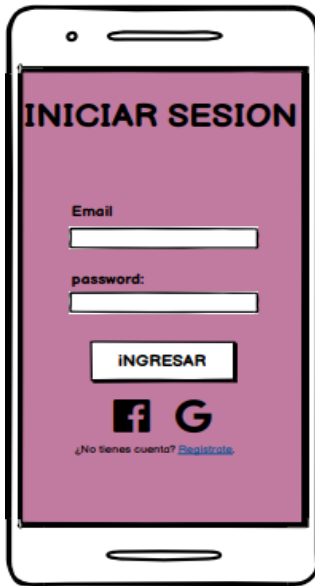 INICIAR SESION
Email
password:
iNGRESAR
G
¿No tienes cuenta? Registrate.